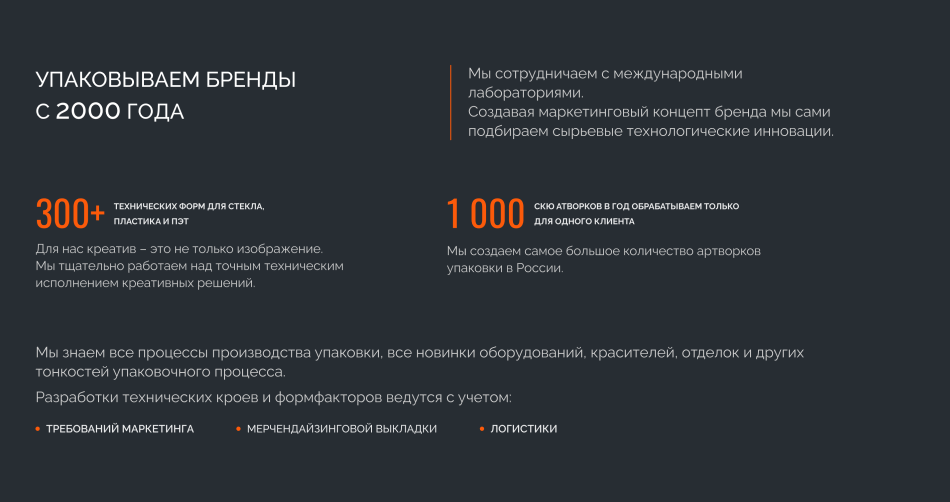 УПАКОВЫВАЕМ БРЕНДЫ
С 2000 ГОДА
Мы сотрудничаем с международными
лабораториями.
Создавая маркетинговый концепт бренда мы сами
подбираем сырьевые технологические инновации.
300+ ТЕХНИЧЕСКИХ ФОРМ ДЛЯ СТЕКЛА,
ПЛАСТИКА И ПЭТ
Для нас креатив – это не только изображение.
Мы тщательно работаем над точным техническим
исполнением креативных решений.
1 000 СКЮ АТВОРКОВ В ГОД ОБРАБАТЫВАЕМ ТОЛЬКО
ДЛЯ ОДНОГО КЛИЕНТА
Мы создаем самое большое количество артворков
упаковки в России.
Мы знаем все процессы производства упаковки, все новинки оборудований, красителей, отделок и других
тонкостей упаковочного процесса.
Разработки технических кроев и формфакторов ведутся с учетом:
• ТРЕБОВАНИЙ МАРКЕТИНГА • МЕРЧЕНДАЙЗИНГОВОЙ ВЫКЛАДКИ • ЛОГИСТИКИ